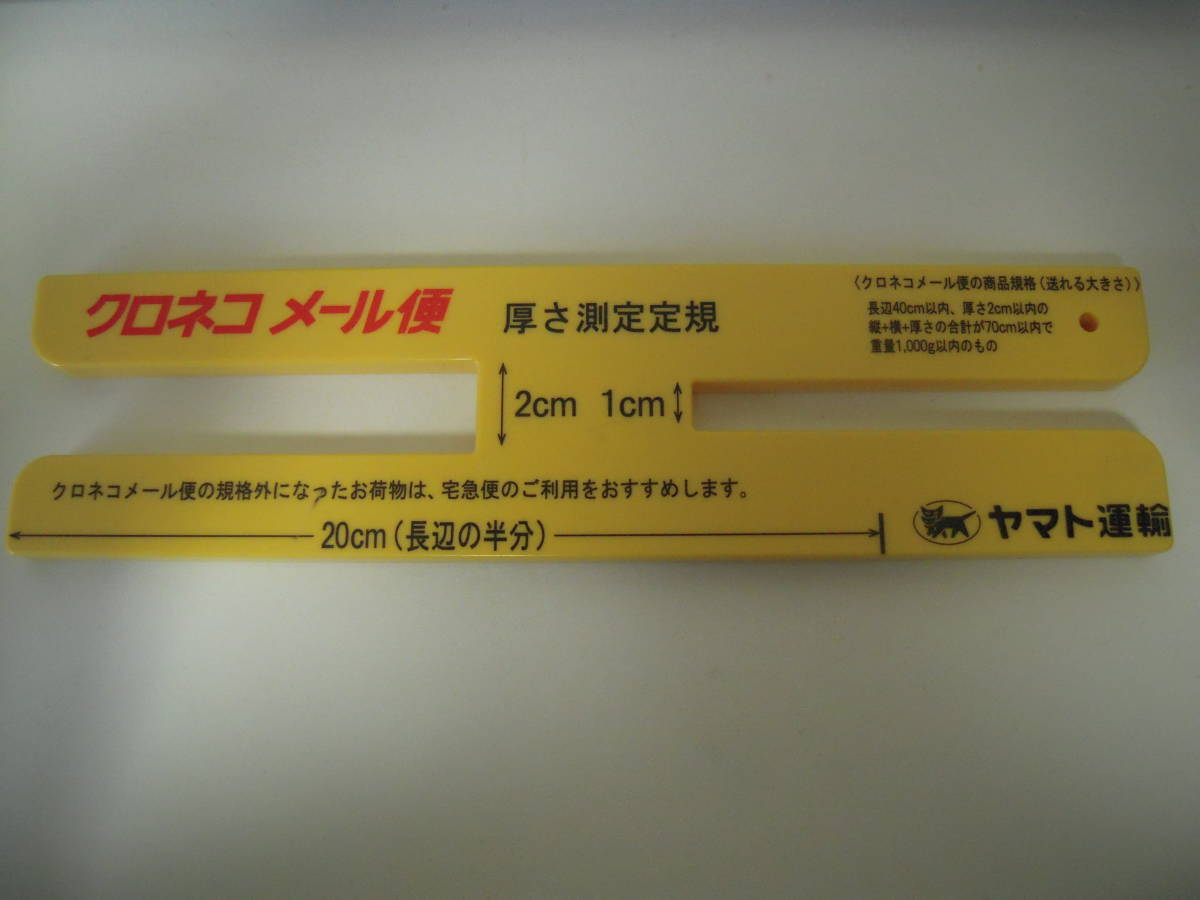 クロネコ メール便 厚さ測定定規
〈クロネコメール便の商品規格(送れる大きさ)〉
長辺40cm以内、厚さ2cm以内の
縦+横+厚さの合計が70cm以内で
重量1,000g以内のもの
2cm 1cm
クロネコメール便の規格外になったお荷物は、宅急便のご利用をおすすめします。
20cm(長辺の半分)
ヤマト運輸